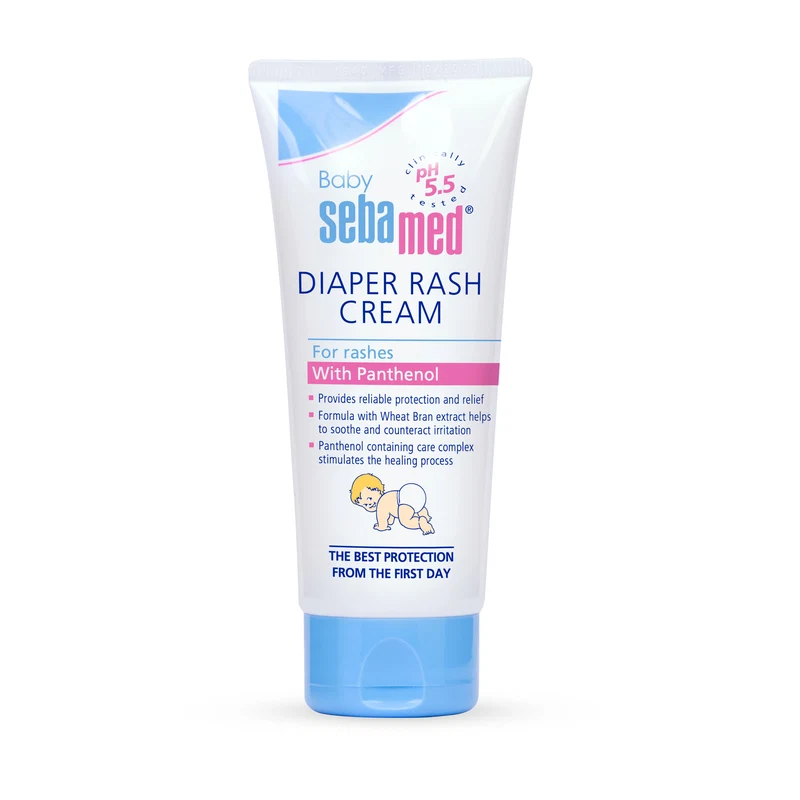 clinically
pH
5.5
tested
Baby
sebamed®
DIAPER RASH
CREAM
For rashes
With Panthenol
Provides reliable protection and relief
Formula with Wheat Bran extract helps
to soothe and counteract irritation
Panthenol containing care complex
stimulates the healing process
THE BEST PROTECTION
FROM THE FIRST DAY